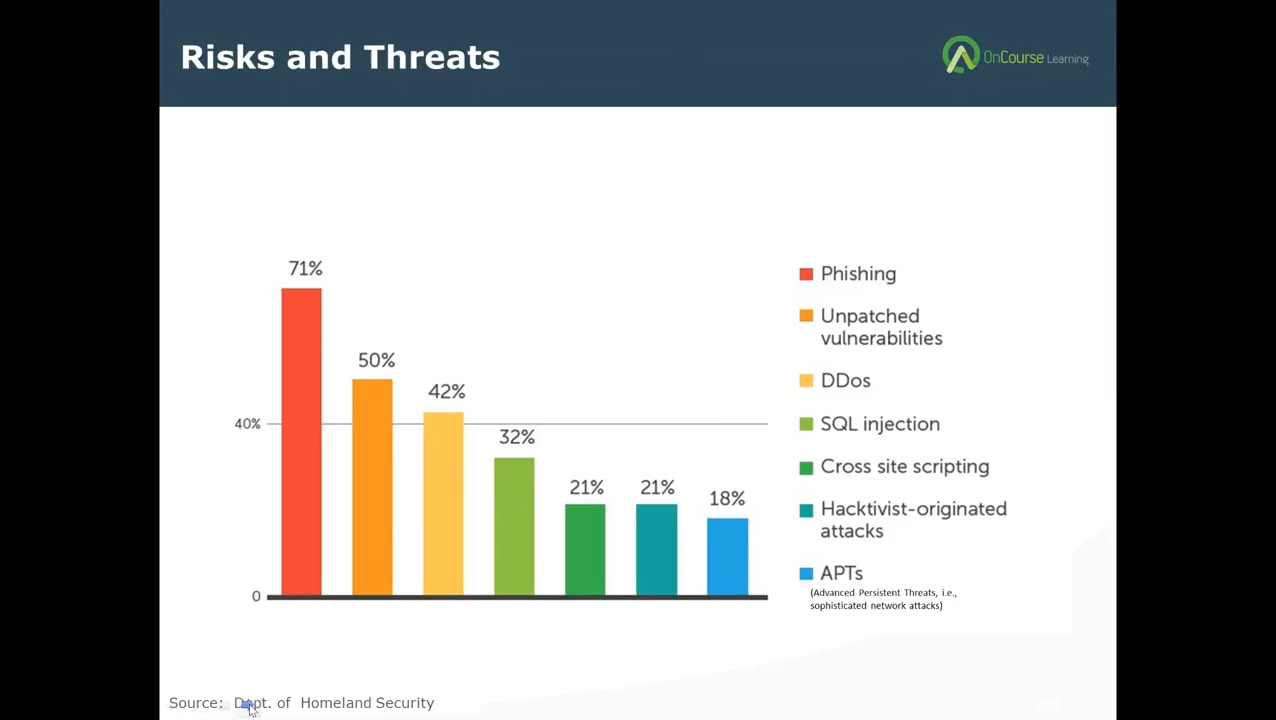 Risks and Threats
OnCourse Learning
71%
50%
42%
40%
32%
21%
21%
18%
0
Phishing
Unpatched
vulnerabilities
DDos
SQL injection
Cross site scripting
Hacktivist-originated
attacks
APTs
(Advanced Persistent Threats, i.e.,
sophisticated network attacks)
Source: Dept. of Homeland Security